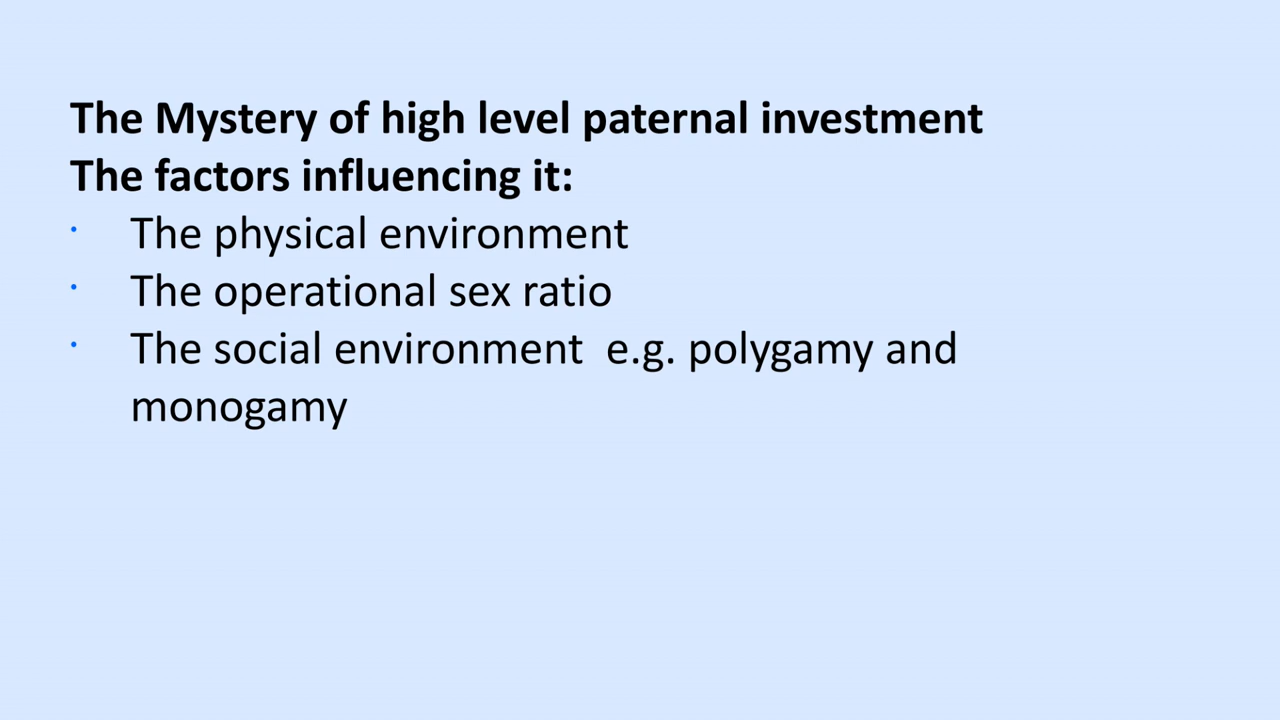 The Mystery of high level paternal investment
The factors influencing it:
• The physical environment
• The operational sex ratio
• The social environment  e.g. polygamy and
monogamy